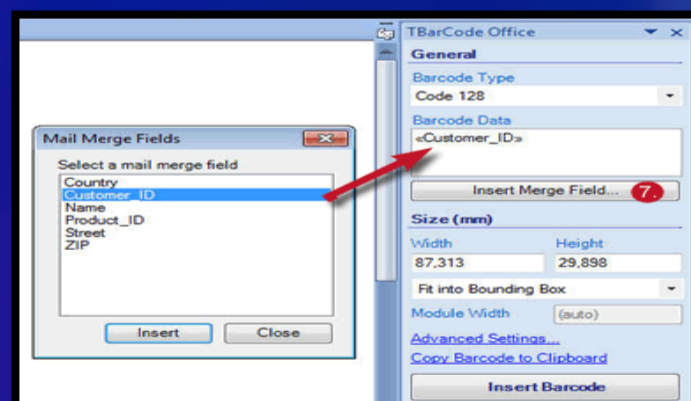 TBarCode Office
General
Barcode Type
Code 128
Barcode Data
«Customer_ID»
Insert Merge Field... 7.
Size (mm)
Width Height
87,313 29,898
Fit into Bounding Box
Module Width (auto)
Advanced Settings...
Copy Barcode to Clipboard
Insert Barcode
Mail Merge Fields
Select a mail merge field
Country
Customer_ID
Name
Product_ID
Street
ZIP
Insert Close